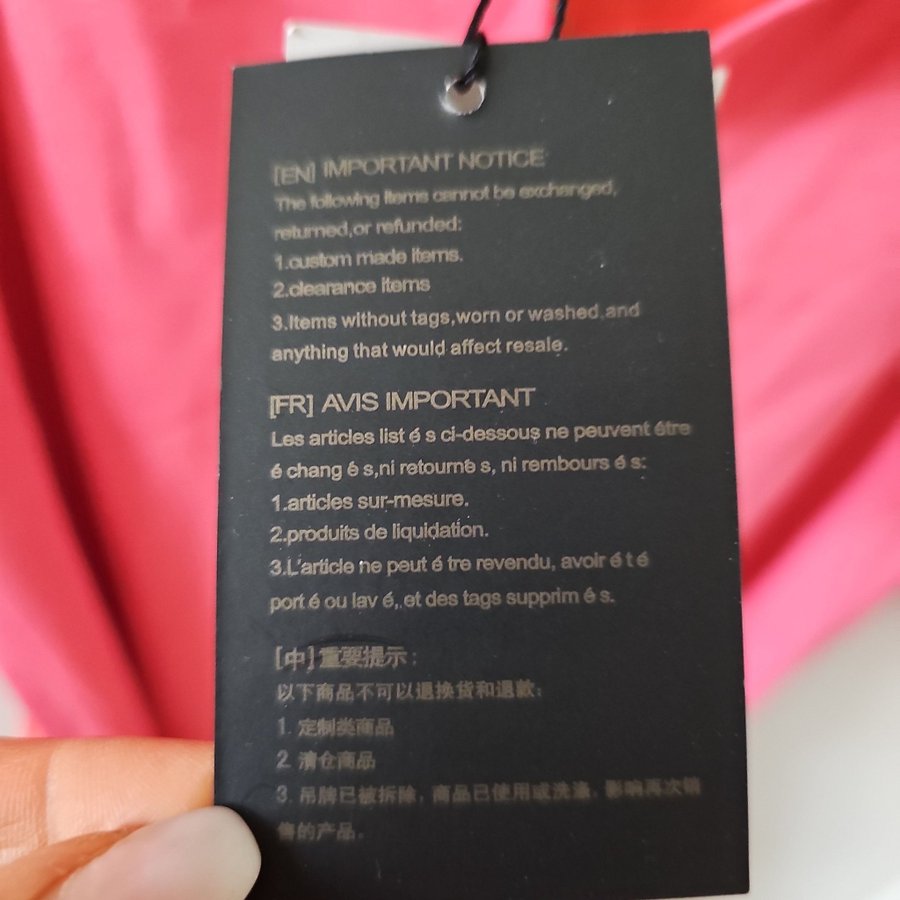 [EN] IMPORTANT NOTICE
The following items cannot be exchanged,
returned,or refunded:
1.custom made items.
2.clearance items
3.Items without tags,worn or washed,and
anything that would affect resale.
[FR] AVIS IMPORTANT
Les articles list é s ci-dessous ne peuvent être
é chang é s,ni retourné s, ni rembours é s:
1.articles sur-mesure.
2.produits de liquidation.
3.L'article ne peut é tre revendu, avoir é t é
port é ou lav é,.et des tags supprim é s.
[中]重要提示:
以下商品不可以退换货和退款:
1. 定制类商品
2. 清仓商品
3. 吊牌已被拆除, 商品已使用或洗涤, 影响再次销
售的产品。